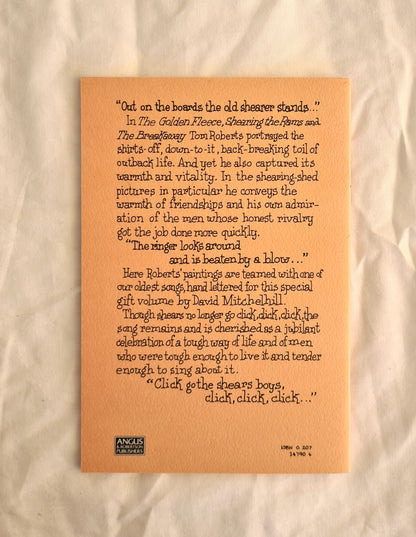 "Out on the boards the old shearer stands..."
In The Golden Fleece, Shearing the Rams and
The Breakaway Tom Roberts portrayed the
shirts-off, down-to-it, back-breaking toil of
outback life. And yet he also captured its
warmth and vitality. In the shearing-shed
pictures in particular he conveys the
warmth of friendships and his own admir-
ation of the men whose honest rivalry
got the job done more quickly.
"The ringer looks around
and is beaten by a blow..."
Here Roberts' paintings are teamed with one of
our oldest songs, hand lettered for this special
gift volume by David Mitchelhill.
Though shears no longer go click, click, click, the
song remains and is cherished as a jubilant
celebration of a tough way of life and of men
who were tough enough to live it and tender
enough to sing about it.
"Click go the shears boys,
click, click, click..."
ANGUS
& ROBERTSON
PUBLISHERS
ISBN 0 207
14790 6